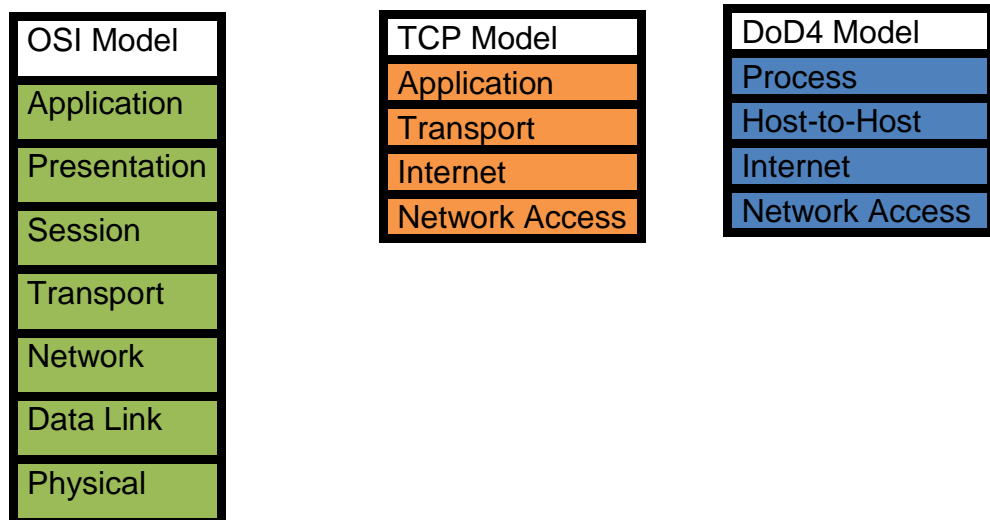 OSI Model
Application
Presentation
Session
Transport
Network
Data Link
Physical
TCP Model
Application
Transport
Internet
Network Access
DoD4 Model
Process
Host-to-Host
Internet
Network Access